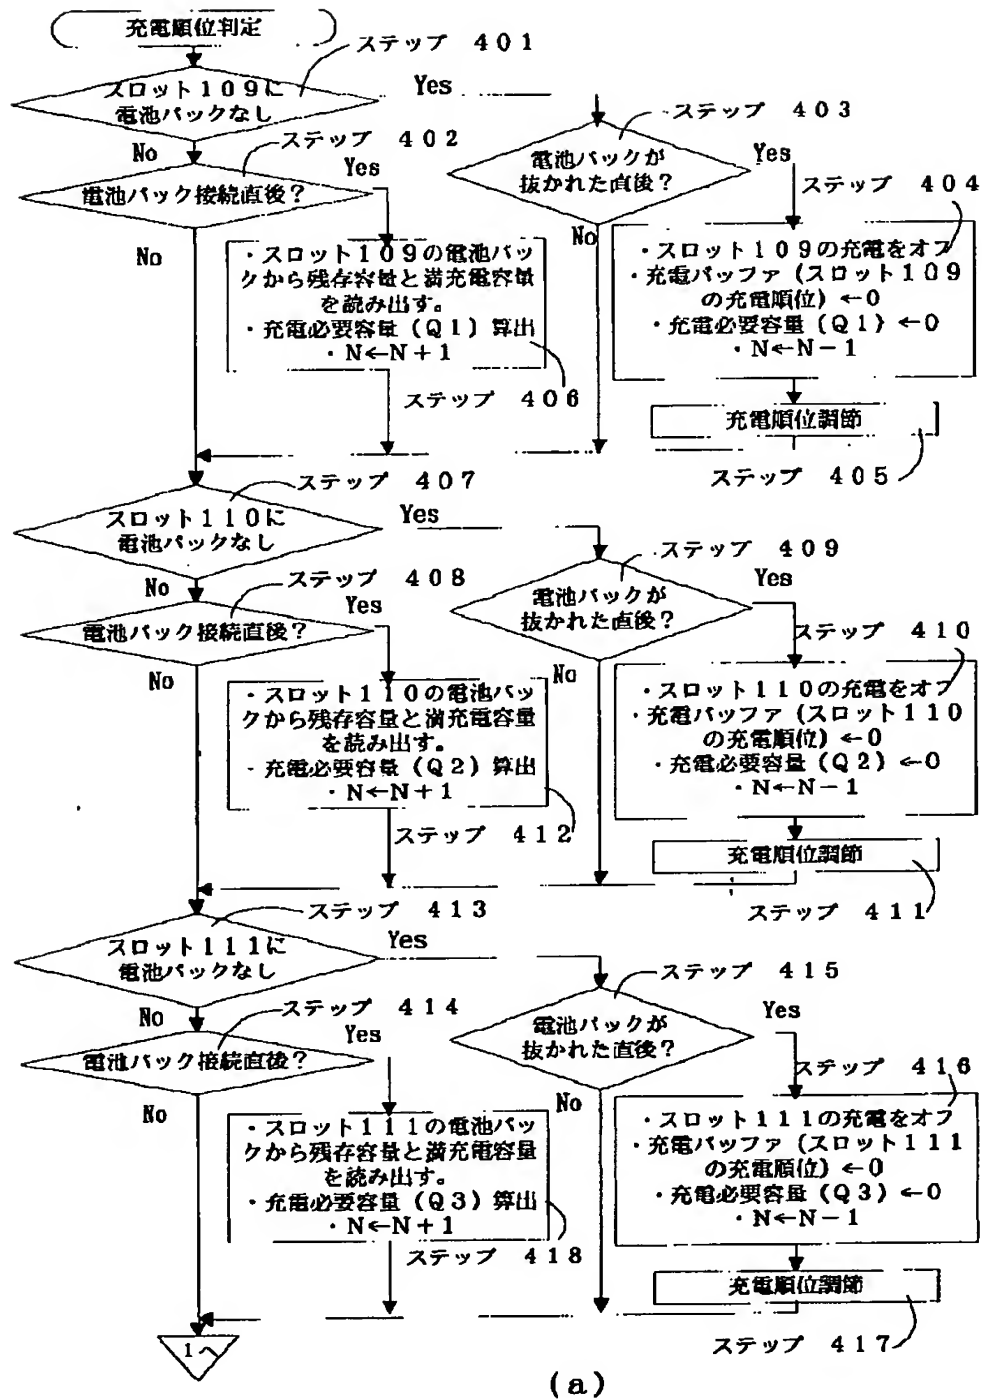 充電順位判定
ステップ 401
スロット109に
電池パックなし
Yes
No
ステップ 402
電池パック接続直後?
Yes
No
ステップ 403
電池パックが
抜かれた直後?
Yes
No
ステップ 404
・スロット109の充電をオフ
・充電バッファ(スロット109
の充電順位)←0
・充電必要容量(Q1)←0
・N←N-1
・スロット109の電池パッ
クから残存容量と満充電容量
を読み出す。
・充電必要容量(Q1)算出
・N←N+1
ステップ 406
充電順位調節
ステップ 405
ステップ 407
スロット110に
電池パックなし
Yes
No
ステップ 408
電池パック接続直後?
Yes
No
ステップ 409
電池パックが
抜かれた直後?
Yes
No
ステップ 410
・スロット110の充電をオフ
・充電バッファ(スロット110
の充電順位)←0
・充電必要容量(Q2)←0
・N←N-1
・スロット110の電池パッ
クから残存容量と満充電容量
を読み出す。
・充電必要容量(Q2)算出
・N←N+1
ステップ 412
充電順位調節
ステップ 411
ステップ 413
スロット111に
電池パックなし
Yes
No
ステップ 414
電池パック接続直後?
Yes
No
ステップ 415
電池パックが
抜かれた直後?
Yes
No
ステップ 416
・スロット111の充電をオフ
・充電バッファ(スロット111
の充電順位)←0
・充電必要容量(Q3)←0
・N←N-1
・スロット111の電池パッ
クから残存容量と満充電容量
を読み出す。
・充電必要容量(Q3)算出
・N←N+1
ステップ 418
充電順位調節
ステップ 417
1へ
(a)